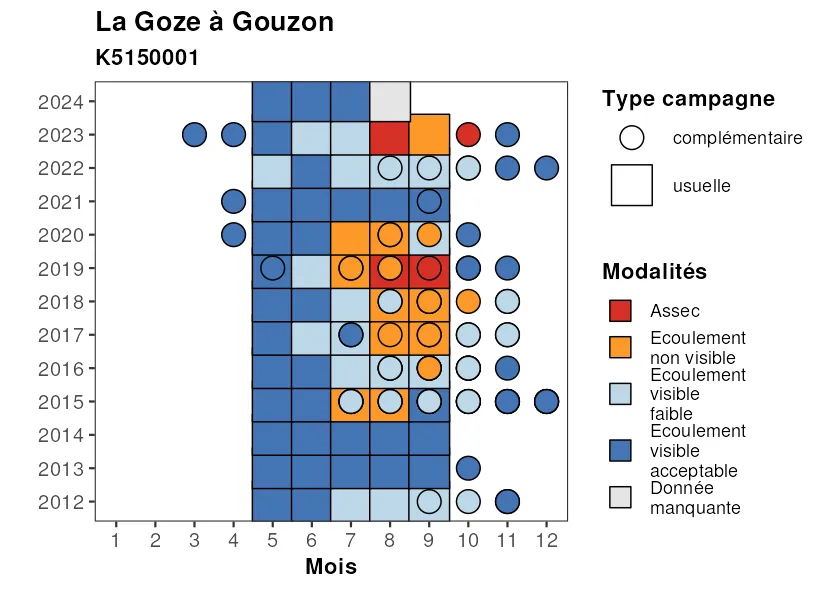 La Goze à Gouzon
K5150001
2024
2023
2022
2021
2020
2019
2018
2017
2016
2015
2014
2013
2012
1 2 3 4 5 6 7 8 9 10 11 12
Mois
Type campagne
complémentaire
usuelle
Modalités
Assec
Ecoulement
non visible
Ecoulement
visible
faible
Ecoulement
visible
acceptable
Donnée
manquante